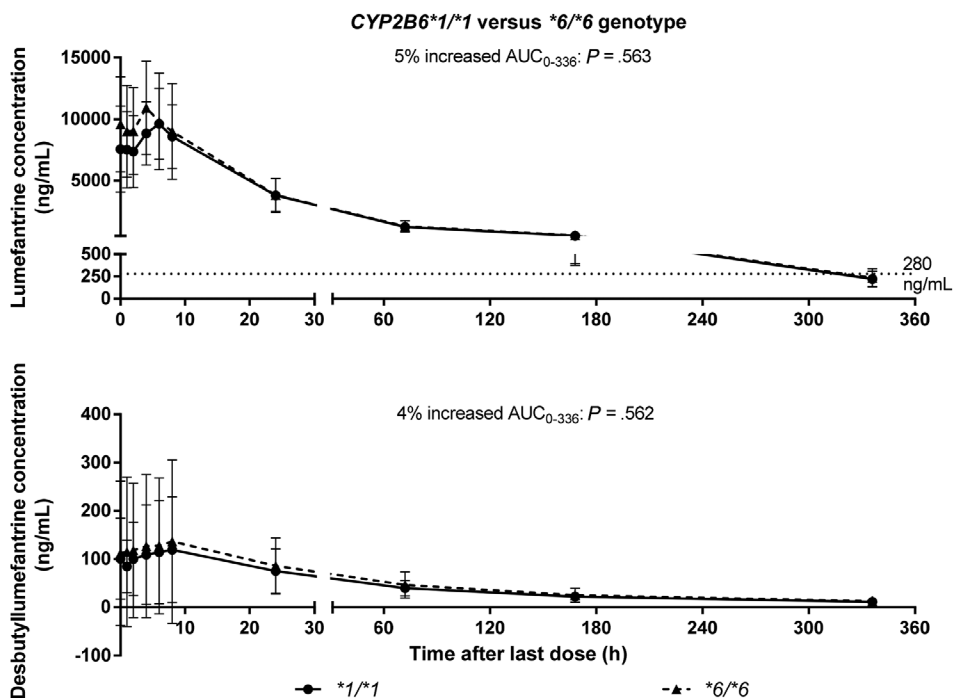 CYP2B6*1/*1 versus *6/*6 genotype
5% increased AUC0-336: P = .563
Lumefantrine concentration
(ng/mL)
15000
10000
5000
500
250
0
280
ng/mL
0 10 20 30 60 120 180 240 300 360
4% increased AUC0-336: P = .562
Desbutyllumefantrine concentration
(ng/mL)
400
300
200
100
0
-100
0 10 20 30 60 120 180 240 300 360
Time after last dose (h)
*1/*1 *6/*6